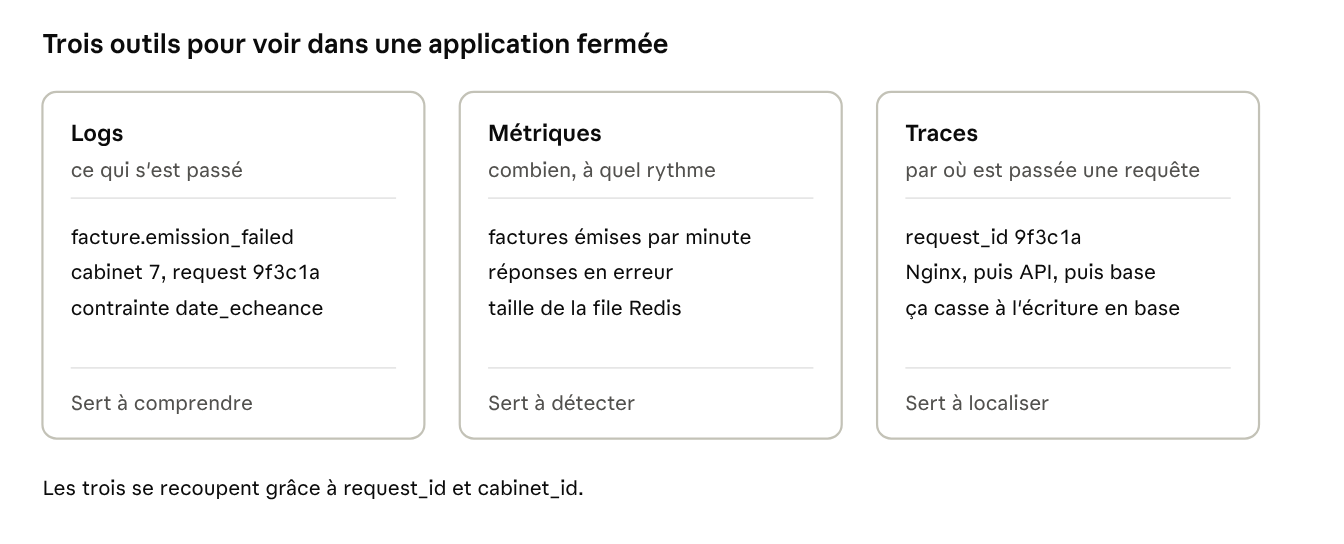 Trois outils pour voir dans une application fermée
Logs
ce qui s'est passé
facture.emission_failed
cabinet 7, request 9f3c1a
contrainte date_echeance
Sert à comprendre
Métriques
combien, à quel rythme
factures émises par minute
réponses en erreur
taille de la file Redis
Sert à détecter
Traces
par où est passée une requête
request_id 9f3c1a
Nginx, puis API, puis base
ça casse à l'écriture en base
Sert à localiser
Les trois se recoupent grâce à request_id et cabinet_id.